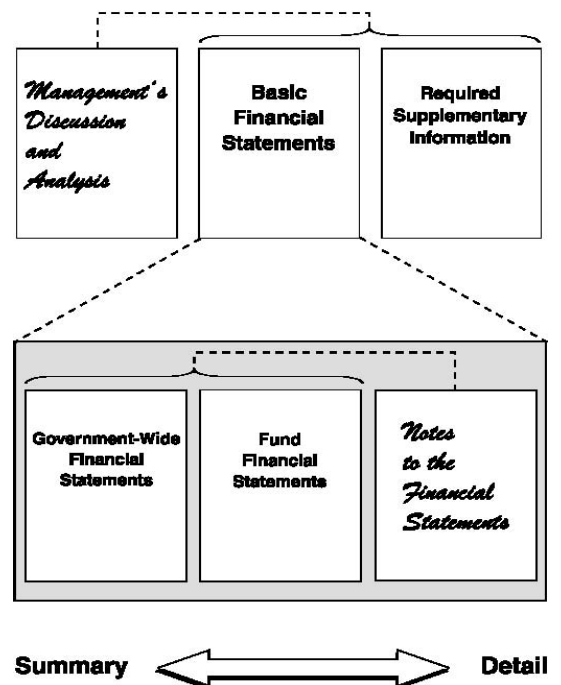 Management's
Discussion
and
Analysis
Basic
Financial
Statements
Required
Supplementary
Information
Government-Wide
Financial
Statements
Fund
Financial
Statements
Notes
to the
Financial
Statements
Summary
Detail